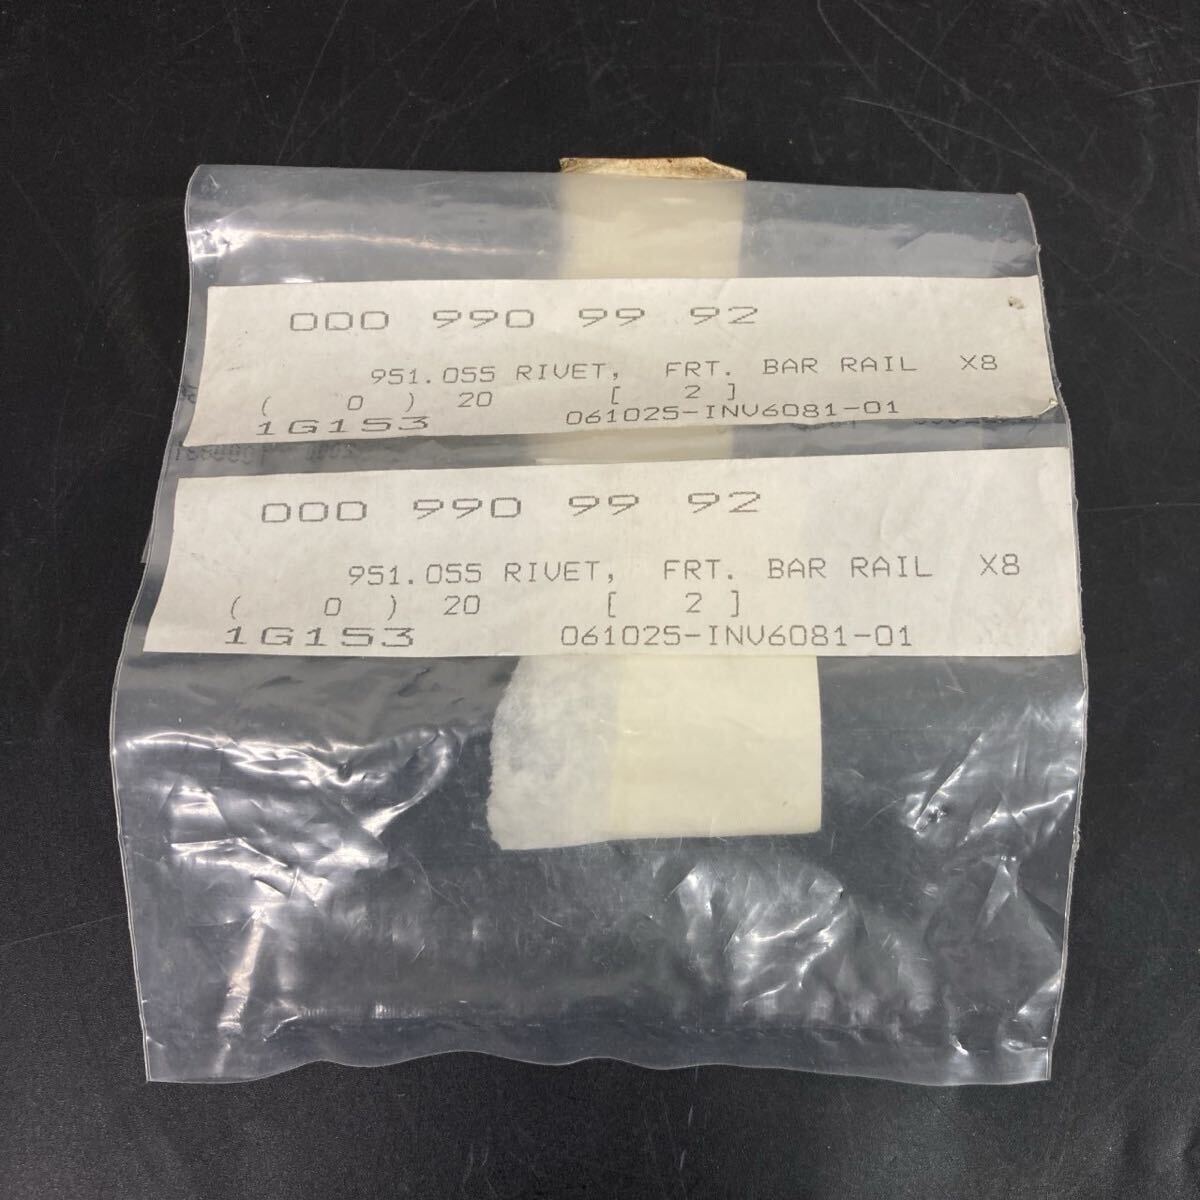 000 990 99 92
951.055 RIVET, FRT. BAR RAIL X8
( 0 ) 20 [ 2 ]
1G153 061025-INV6081-01
000 990 99 92
951.055 RIVET, FRT. BAR RAIL X8
( 0 ) 20 [ 2 ]
1G153 061025-INV6081-01